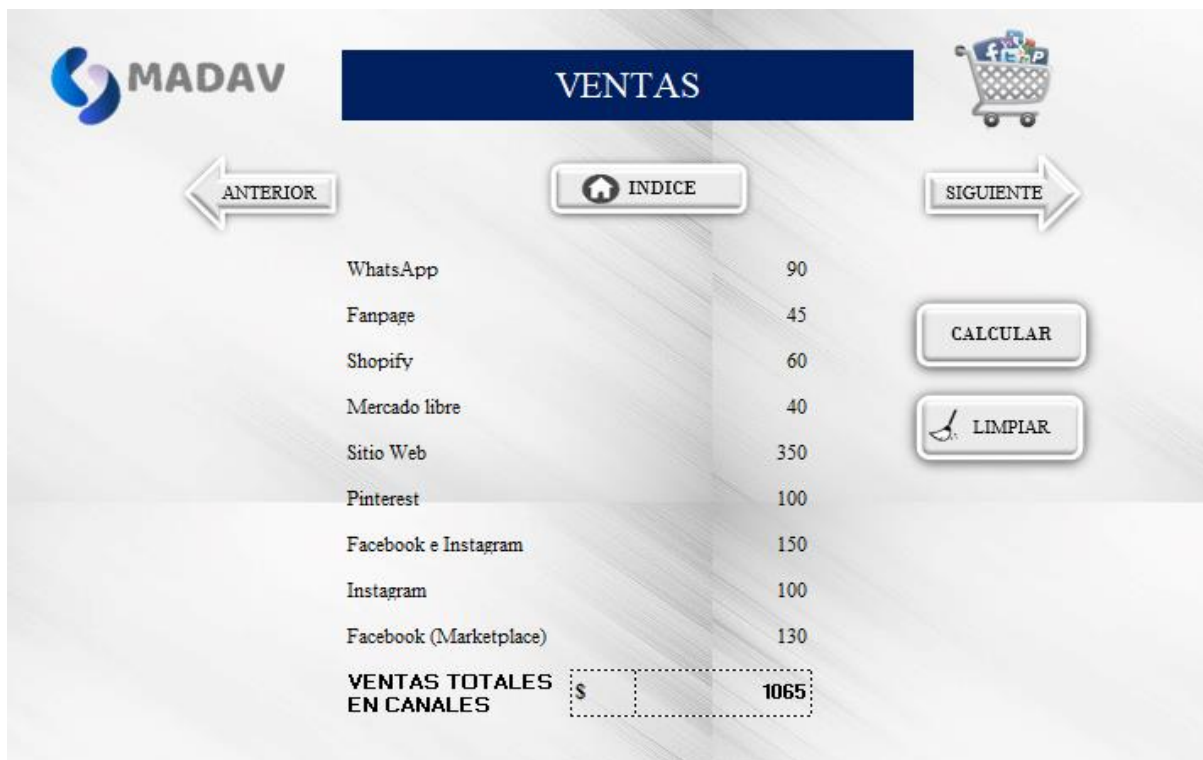 MADAV
VENTAS
ANTERIOR
INDICE
SIGUIENTE
WhatsApp 90
Fanpage 45
CALCULAR
Shopify 60
Mercado libre 40
LIMPIAR
Sitio Web 350
Pinterest 100
Facebook e Instagram 150
Instagram 100
Facebook (Marketplace) 130
VENTAS TOTALES
EN CANALES
$ 1065